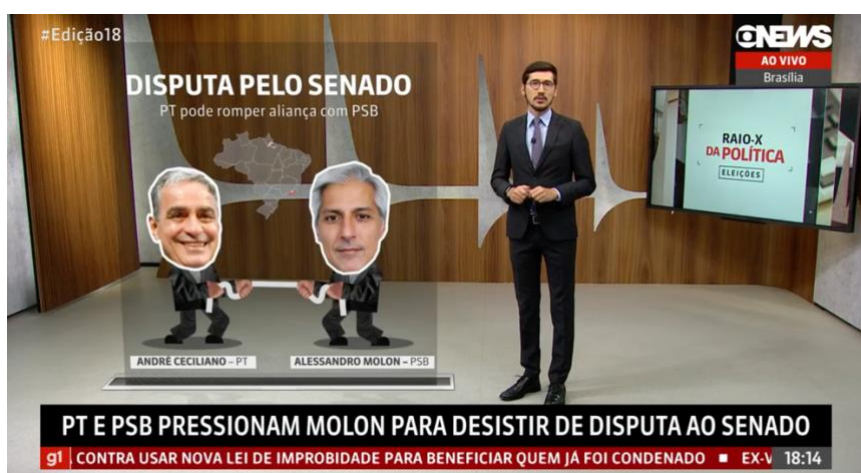 #Edição18
GNEWS
AO VIVO
Brasília
DISPUTA PELO SENADO
PT pode romper aliança com PSB
RAIO-X
DA POLÍTICA
ELEIÇÕES
ANDRÉ CECILIANO – PT
ALESSANDRO MOLON – PSB
PT E PSB PRESSIONAM MOLON PARA DESISTIR DE DISPUTA AO SENADO
g1 CONTRA USAR NOVA LEI DE IMPROBIDADE PARA BENEFICIAR QUEM JÁ FOI CONDENADO ▪ EX-V 18:14